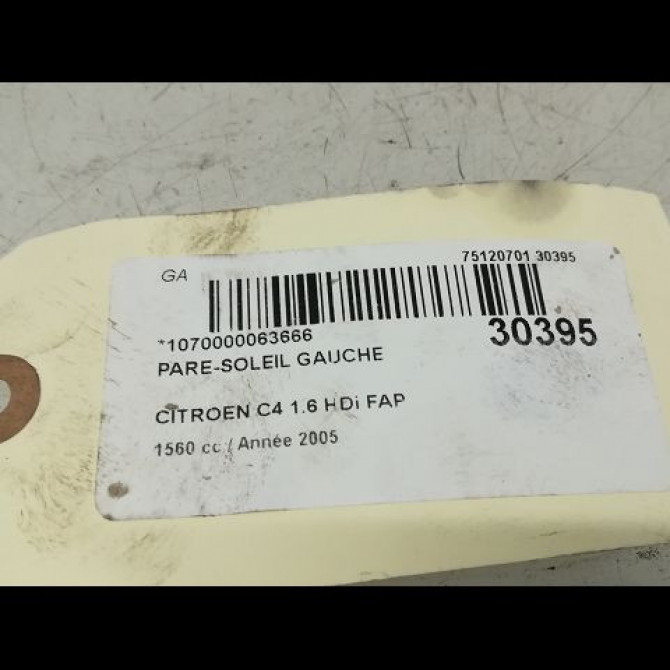 GA
75120701 30395
*1070000063666
30395
PARE-SOLEIL GAUCHE
CITROEN C4 1.6 HDi FAP
1560 cc / Année 2005